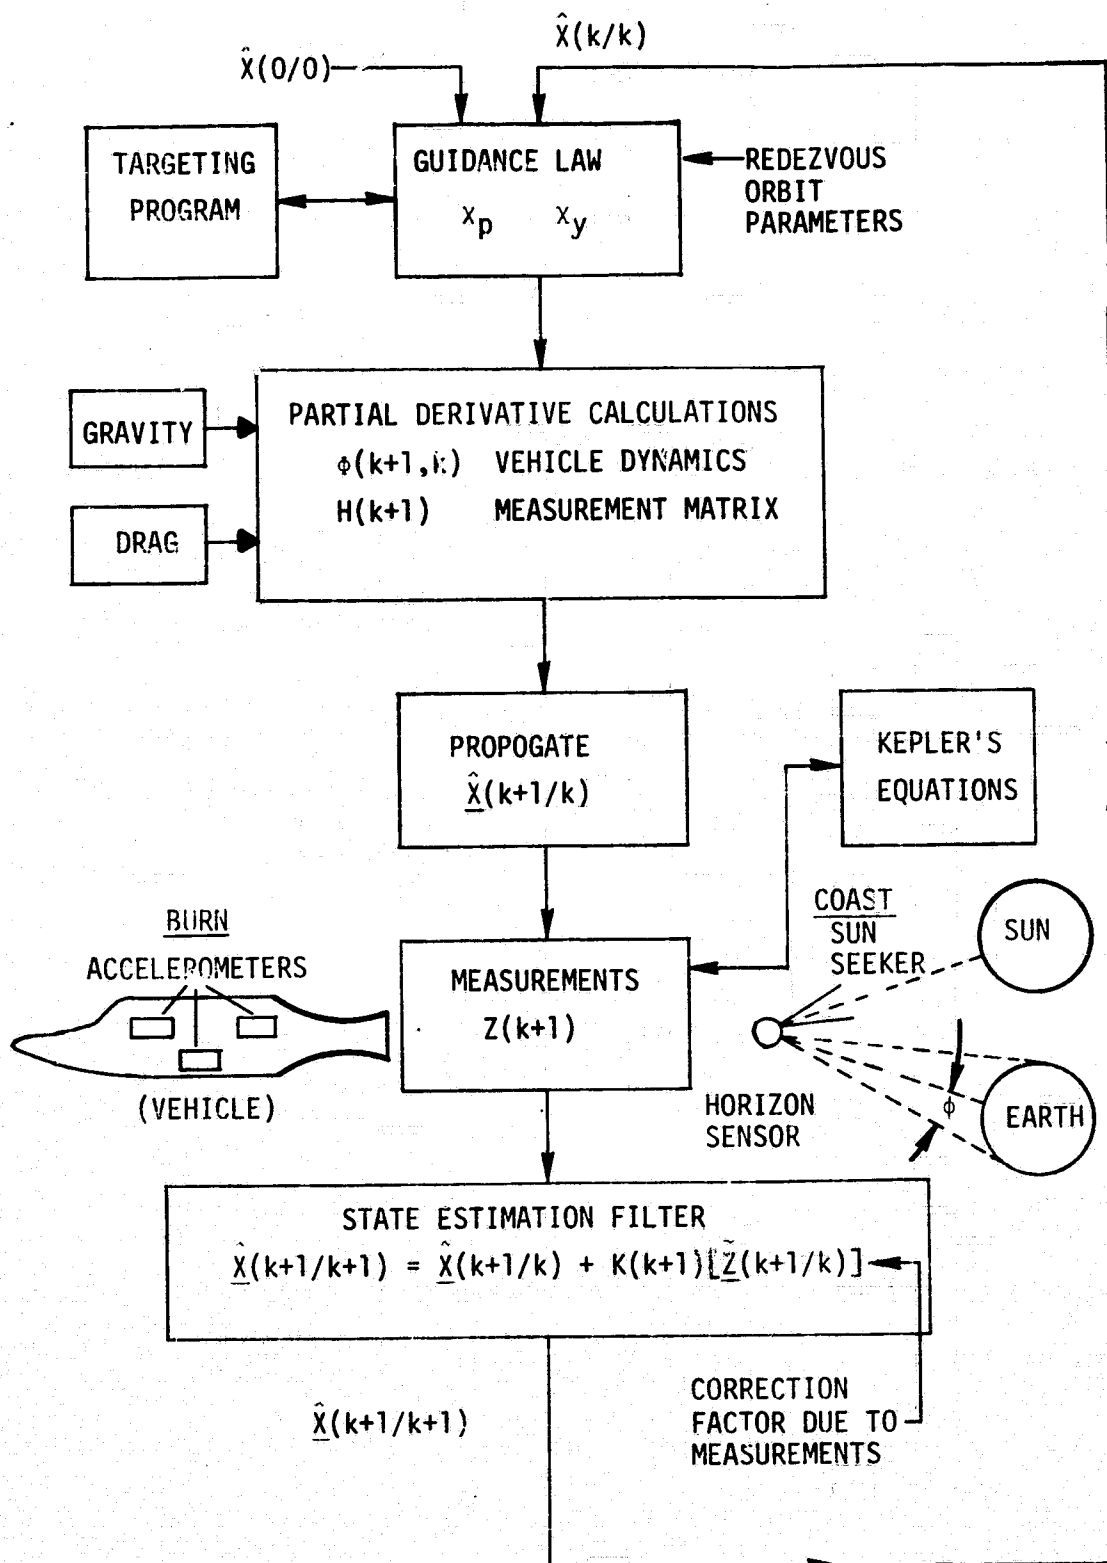 X̂(k/k)
X̂(0/0)
TARGETING
PROGRAM
GUIDANCE LAW
χp χy
REDEZVOUS
ORBIT
PARAMETERS
GRAVITY
DRAG
PARTIAL DERIVATIVE CALCULATIONS
ϕ(k+1,k) VEHICLE DYNAMICS
H(k+1) MEASUREMENT MATRIX
PROPOGATE
X̂(k+1/k)
KEPLER'S
EQUATIONS
BURN
ACCELEROMETERS
(VEHICLE)
MEASUREMENTS
Z(k+1)
COAST
SUN
SEEKER
SUN
HORIZON
SENSOR
ϕ
EARTH
STATE ESTIMATION FILTER
X̂(k+1/k+1) = X̂(k+1/k) + K(k+1)[Z̃(k+1/k)]
X̂(k+1/k+1)
CORRECTION
FACTOR DUE TO
MEASUREMENTS